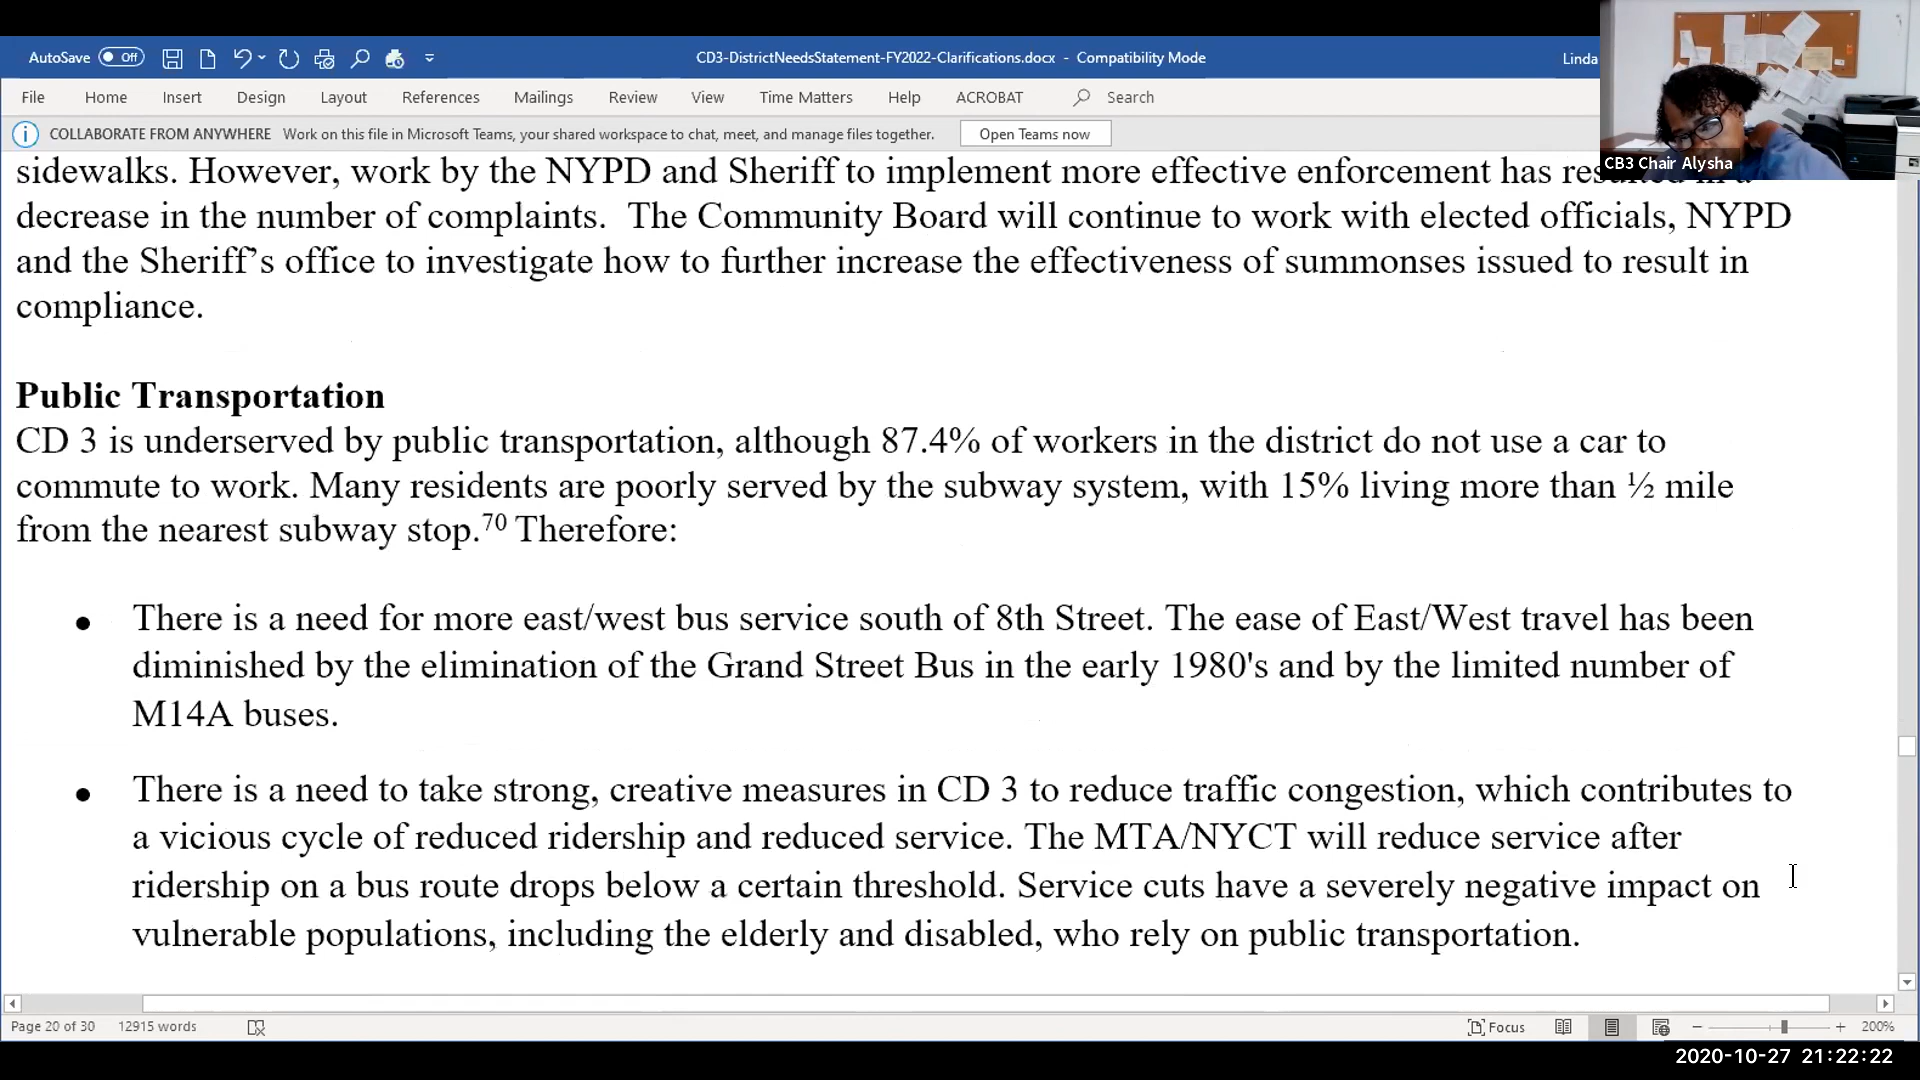 AutoSave Off CD3-DistrictNeedsStatement-FY2022-Clarifications.docx - Compatibility Mode Linda
File Home Insert Design Layout References Mailings Review View Time Matters Help ACROBAT Search
COLLABORATE FROM ANYWHERE Work on this file in Microsoft Teams, your shared workspace to chat, meet, and manage files together. Open Teams now
CB3 Chair Alysha
sidewalks. However, work by the NYPD and Sheriff to implement more effective enforcement has resulted in a
decrease in the number of complaints. The Community Board will continue to work with elected officials, NYPD
and the Sheriff’s office to investigate how to further increase the effectiveness of summonses issued to result in
compliance.
Public Transportation
CD 3 is underserved by public transportation, although 87.4% of workers in the district do not use a car to
commute to work. Many residents are poorly served by the subway system, with 15% living more than ½ mile
from the nearest subway stop.70 Therefore:
• There is a need for more east/west bus service south of 8th Street. The ease of East/West travel has been
diminished by the elimination of the Grand Street Bus in the early 1980's and by the limited number of
M14A buses.
• There is a need to take strong, creative measures in CD 3 to reduce traffic congestion, which contributes to
a vicious cycle of reduced ridership and reduced service. The MTA/NYCT will reduce service after
ridership on a bus route drops below a certain threshold. Service cuts have a severely negative impact on
vulnerable populations, including the elderly and disabled, who rely on public transportation.
Page 20 of 30 12915 words Focus 200%
2020-10-27 21:22:22